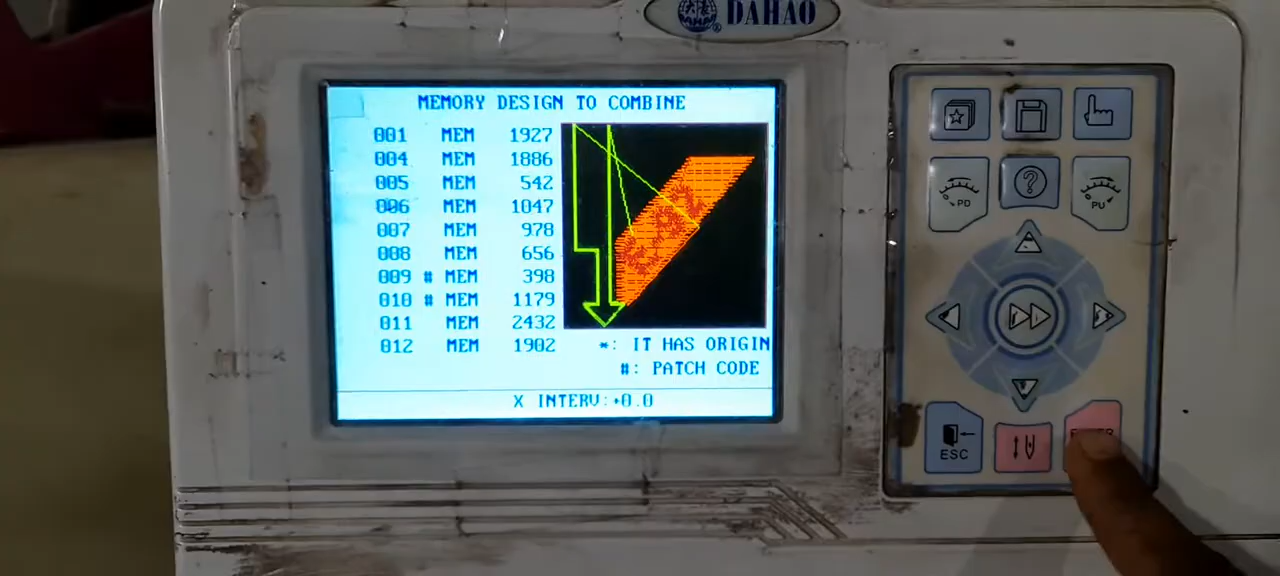 DAHAO
MEMORY DESIGN TO COMBINE
001 MEM 1927
004 MEM 1886
005 MEM 542
006 MEM 1047
007 MEM 978
008 MEM 656
009 # MEM 398
010 # MEM 1179
011 MEM 2432
012 MEM 1902
*: IT HAS ORIGIN
#: PATCH CODE
X INTERV:+0.0
PD
PU
ESC